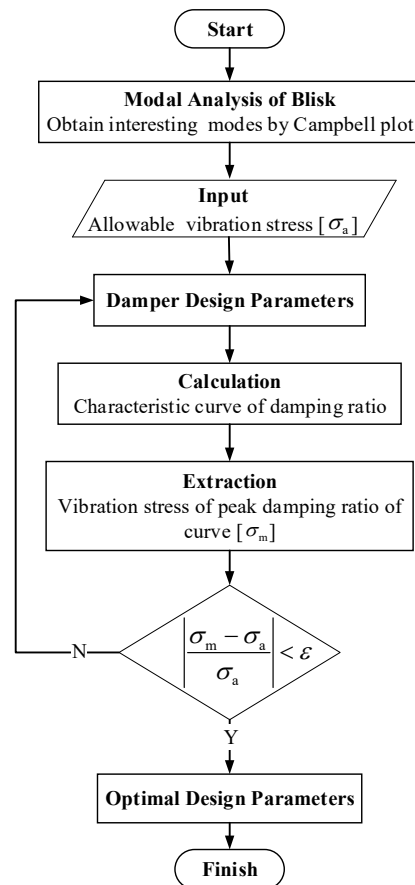 Start
Modal Analysis of Blisk
Obtain interesting modes by Campbell plot
Input
Allowable vibration stress [σa]
Damper Design Parameters
Calculation
Characteristic curve of damping ratio
Extraction
Vibration stress of peak damping ratio of
curve [σm]
N
|σm − σa / σa| < ε
Y
Optimal Design Parameters
Finish